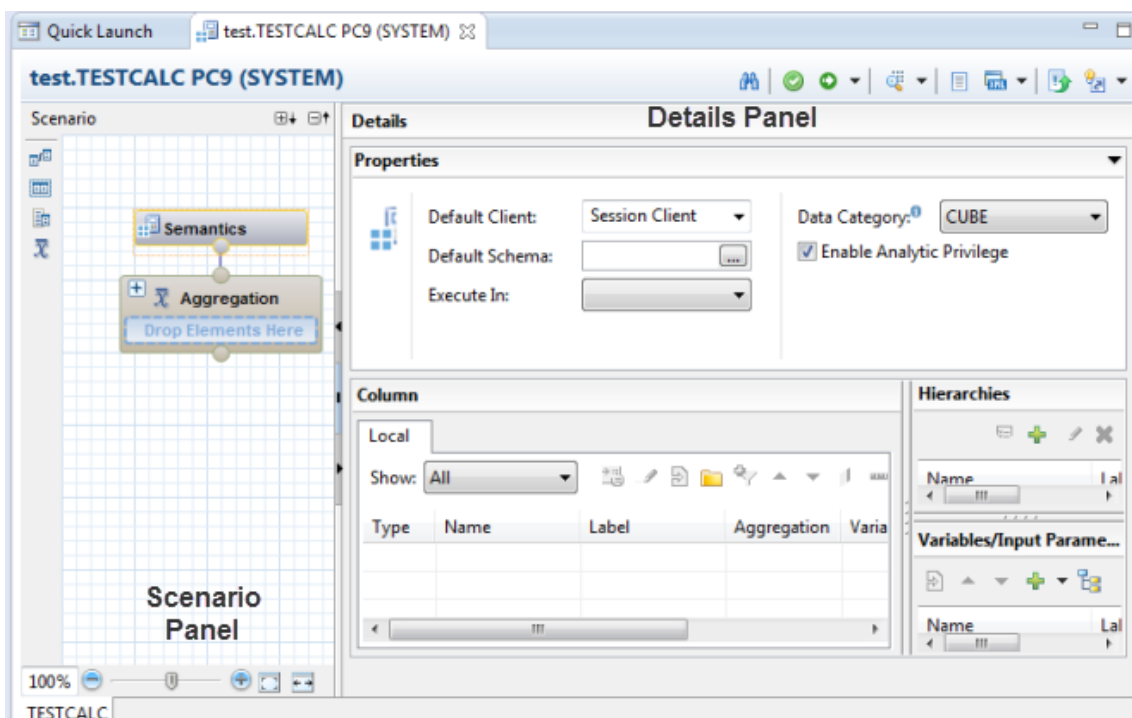 Quick Launch
test.TESTCALC PC9 (SYSTEM)
test.TESTCALC PC9 (SYSTEM)
Scenario
Details
Details Panel
Properties
Semantics
Aggregation
Drop Elements Here
Default Client:
Session Client
Default Schema:
...
Execute In:
Data Category:
CUBE
Enable Analytic Privilege
Column
Local
Show:
All
Type
Name
Label
Aggregation
Varia
Hierarchies
Name
Lal
Variables/Input Parame...
Name
Lal
Scenario
Panel
100%
TESTCALC